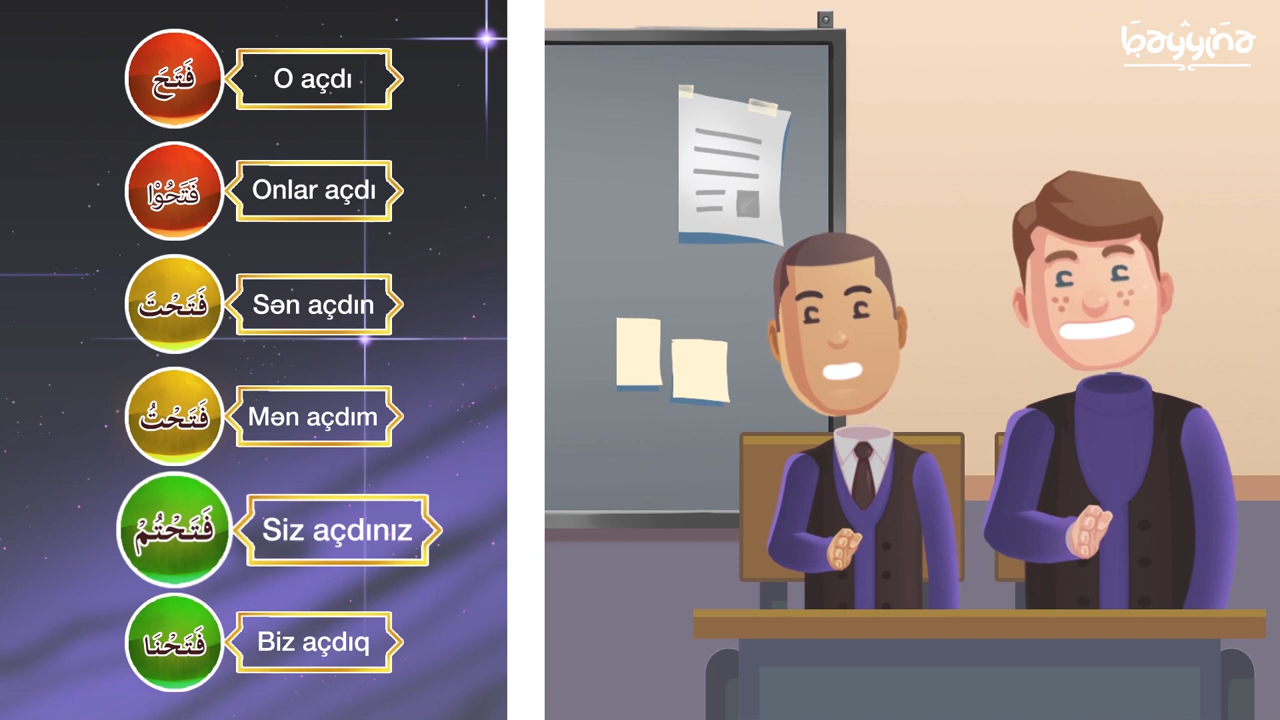 فَتَحَ
O açdı
فَتَحُوْا
Onlar açdı
فَتَحْتَ
Sən açdın
فَتَحْتُ
Mən açdım
فَتَحْتُمْ
Siz açdınız
فَتَحْنَا
Biz açdıq
bayyina